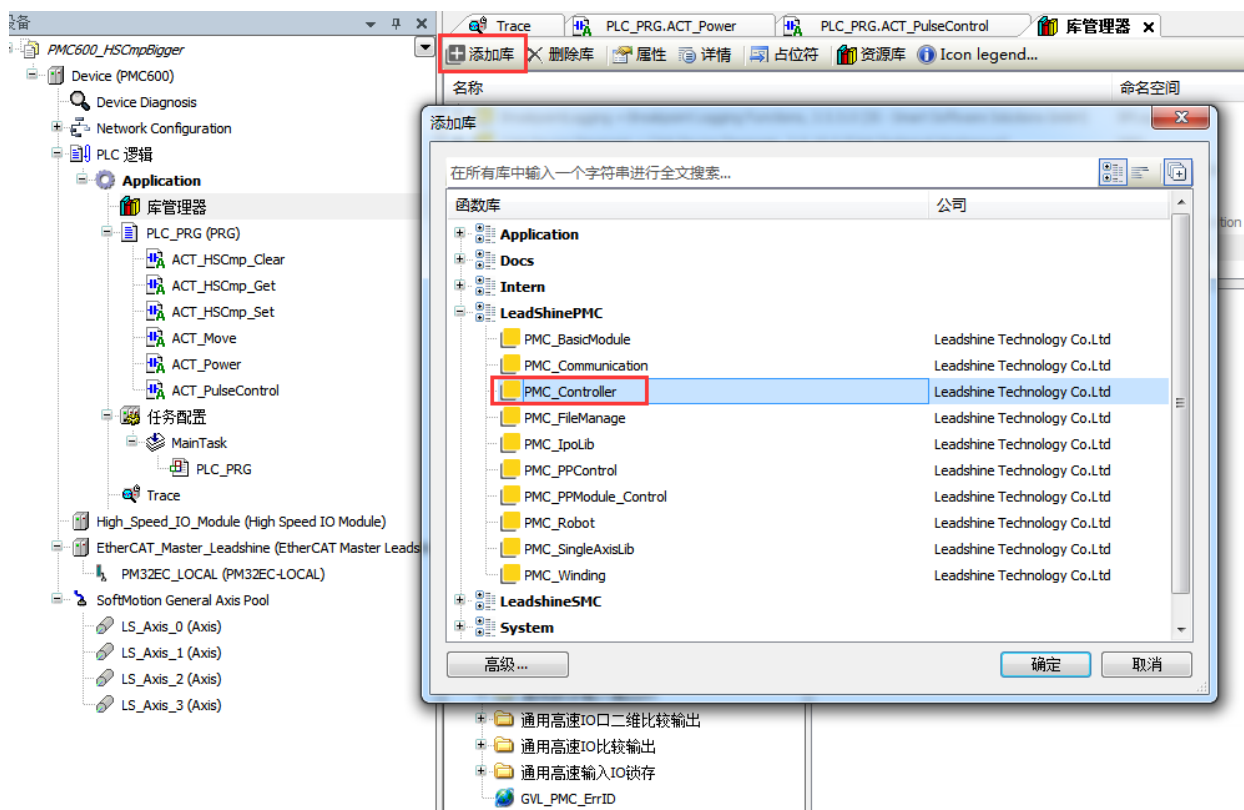 设备
PMC600_HSCmpBigger
Device (PMC600)
Device Diagnosis
Network Configuration
PLC 逻辑
Application
库管理器
PLC_PRG (PRG)
ACT_HSCmp_Clear
ACT_HSCmp_Get
ACT_HSCmp_Set
ACT_Move
ACT_Power
ACT_PulseControl
任务配置
MainTask
PLC_PRG
Trace
High_Speed_IO_Module (High Speed IO Module)
EtherCAT_Master_Leadshine (EtherCAT Master Leads
PM32EC_LOCAL (PM32EC-LOCAL)
SoftMotion General Axis Pool
LS_Axis_0 (Axis)
LS_Axis_1 (Axis)
LS_Axis_2 (Axis)
LS_Axis_3 (Axis)
Trace PLC_PRG.ACT_Power PLC_PRG.ACT_PulseControl 库管理器
添加库 删除库 属性 详情 占位符 资源库 Icon legend...
名称 命名空间
添加库
在所有库中输入一个字符串进行全文搜索...
函数库 公司
Application
Docs
Intern
LeadShinePMC
PMC_BasicModule Leadshine Technology Co.Ltd
PMC_Communication Leadshine Technology Co.Ltd
PMC_Controller Leadshine Technology Co.Ltd
PMC_FileManage Leadshine Technology Co.Ltd
PMC_IpoLib Leadshine Technology Co.Ltd
PMC_PPControl Leadshine Technology Co.Ltd
PMC_PPModule_Control Leadshine Technology Co.Ltd
PMC_Robot Leadshine Technology Co.Ltd
PMC_SingleAxisLib Leadshine Technology Co.Ltd
PMC_Winding Leadshine Technology Co.Ltd
LeadshineSMC
System
高级... 确定 取消
tion
通用高速IO口二维比较输出
通用高速IO比较输出
通用高速输入IO锁存
GVL_PMC_ErrID